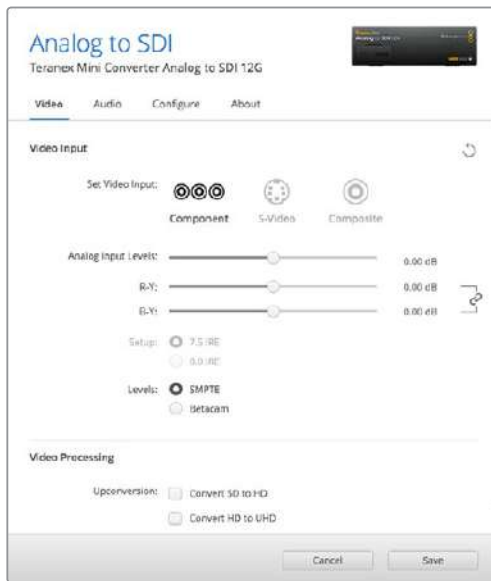 Analog to SDI
Teranex Mini Converter Analog to SDI 12G
Video Audio Configure About
Video Input
Set Video Input:
Component S-Video Composite
Analog Input Levels: 0.00 dB
R-Y: 0.00 dB
B-Y: 0.00 dB
Setup: 7.5 IRE
0.0 IRE
Levels: SMPTE
Betacam
Video Processing
Upconversion: Convert SD to HD
Convert HD to UHD
Cancel Save